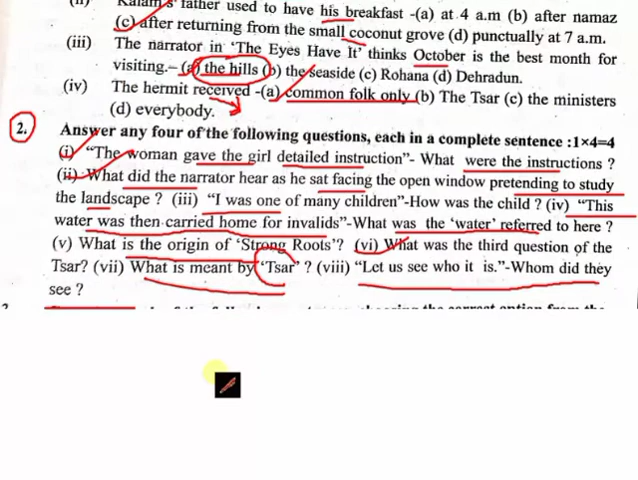 (ii) Kalam's father used to have his breakfast -(a) at 4 a.m (b) after namaz
(c) after returning from the small coconut grove (d) punctually at 7 a.m.
(iii) The narrator in 'The Eyes Have It' thinks October is the best month for
visiting.– (a) the hills (b) the seaside (c) Rohana (d) Dehradun.
(iv) The hermit received -(a) common folk only (b) The Tsar (c) the ministers
(d) everybody.
2. Answer any four of the following questions, each in a complete sentence :1×4=4
(i) "The woman gave the girl detailed instruction"- What were the instructions ?
(ii) What did the narrator hear as he sat facing the open window pretending to study
the landscape ? (iii) "I was one of many children"-How was the child ? (iv) "This
water was then carried home for invalids"-What was the 'water' referred to here ?
(v) What is the origin of 'Strong Roots'? (vi) What was the third question of the
Tsar? (vii) What is meant by 'Tsar' ? (viii) "Let us see who it is."-Whom did they
see ?